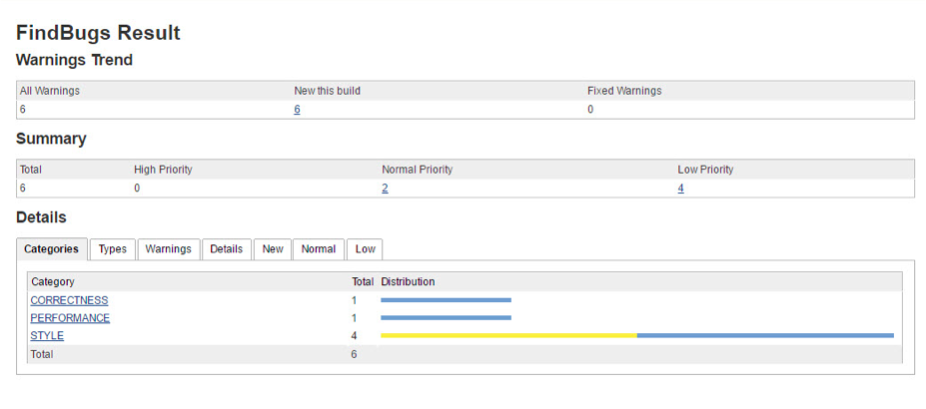 FindBugs Result
Warnings Trend
All Warnings New this build Fixed Warnings
6 6 0
Summary
Total High Priority Normal Priority Low Priority
6 0 2 4
Details
Categories Types Warnings Details New Normal Low
Category Total Distribution
CORRECTNESS 1
PERFORMANCE 1
STYLE 4
Total 6